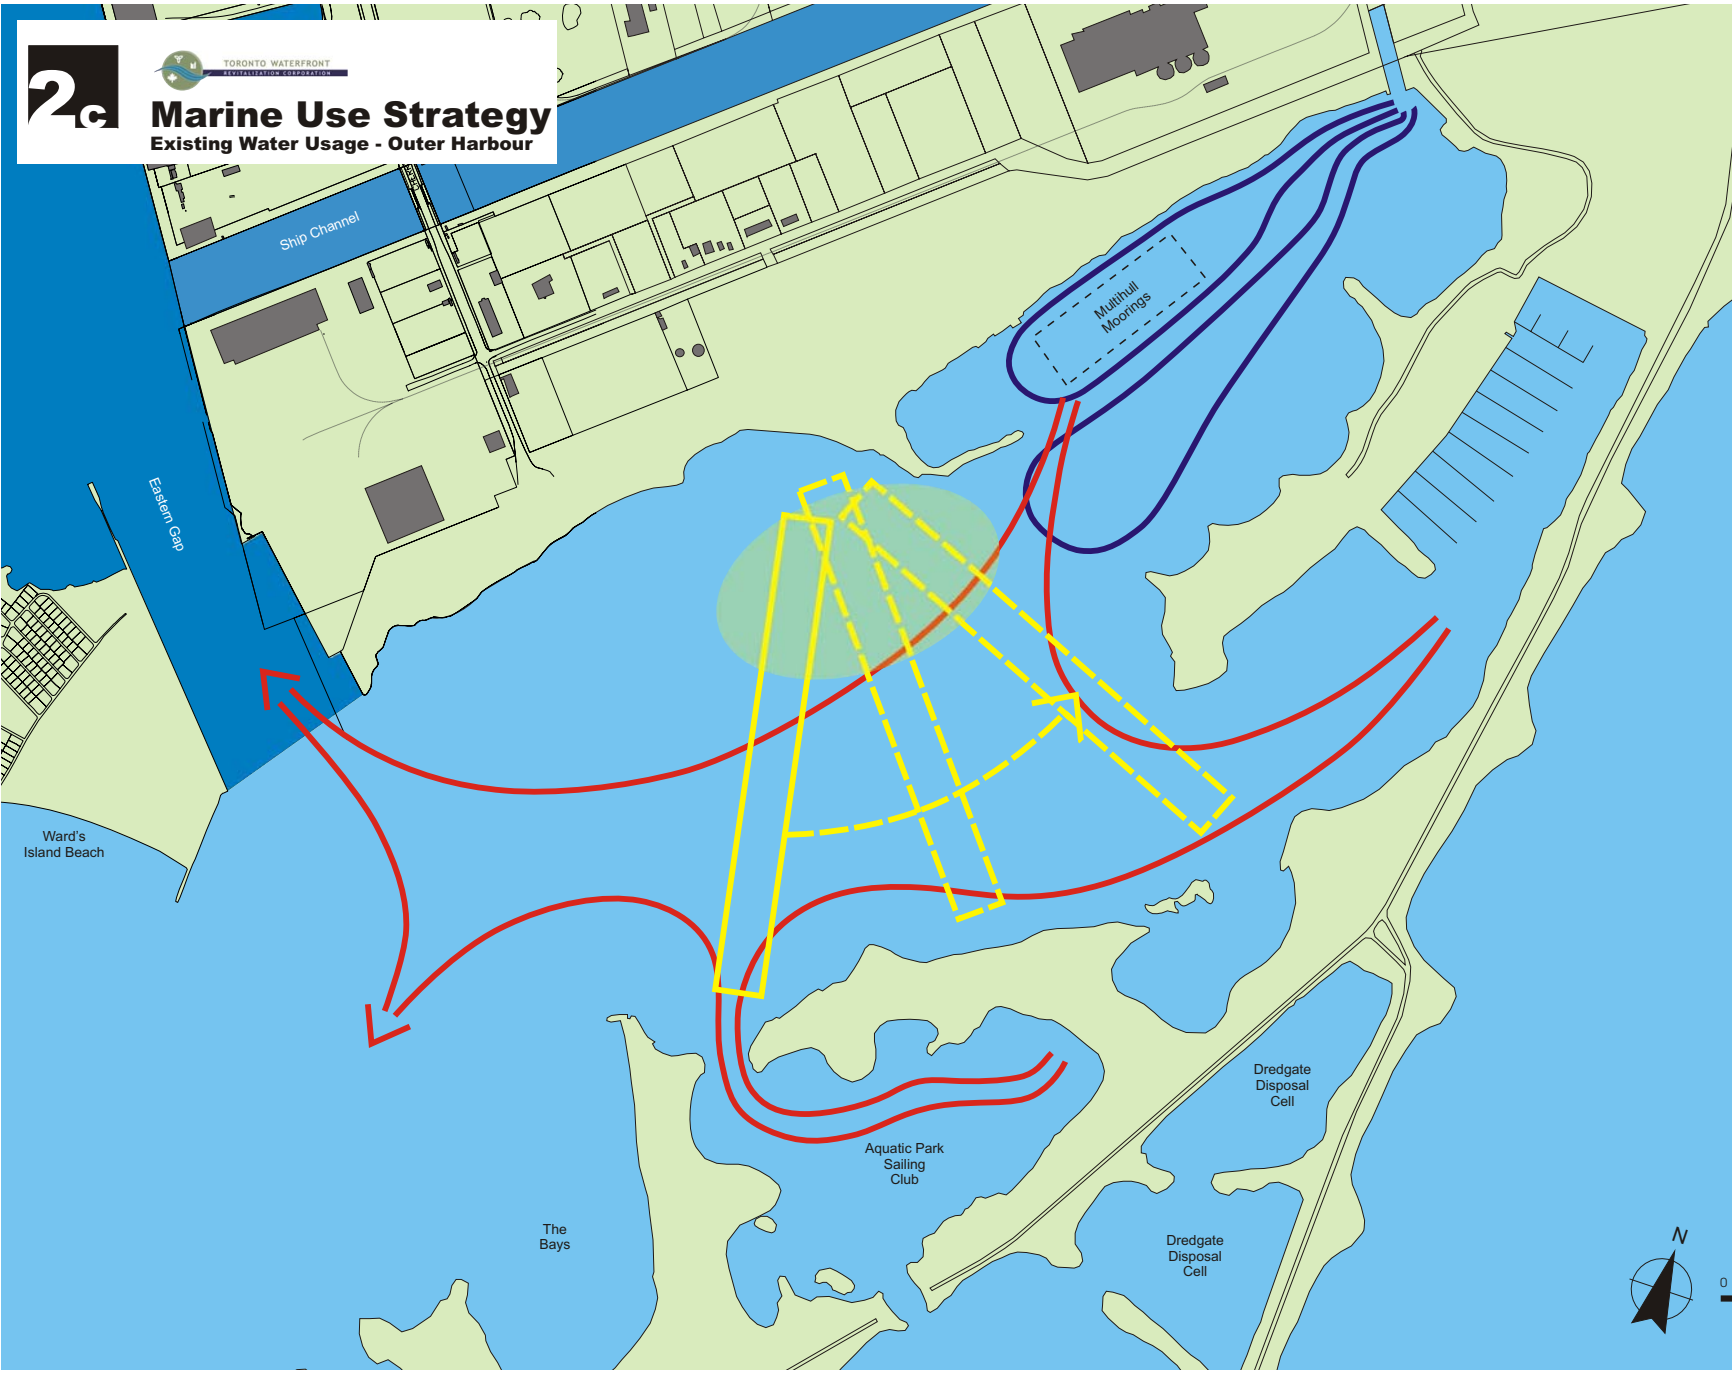 2c
TORONTO WATERFRONT
REVITALIZATION CORPORATION
Marine Use Strategy
Existing Water Usage - Outer Harbour
Ship Channel
Multihull
Moorings
Eastern Gap
Ward's
Island Beach
Dredgate
Disposal
Cell
Aquatic Park
Sailing
Club
The
Bays
Dredgate
Disposal
Cell
N
0